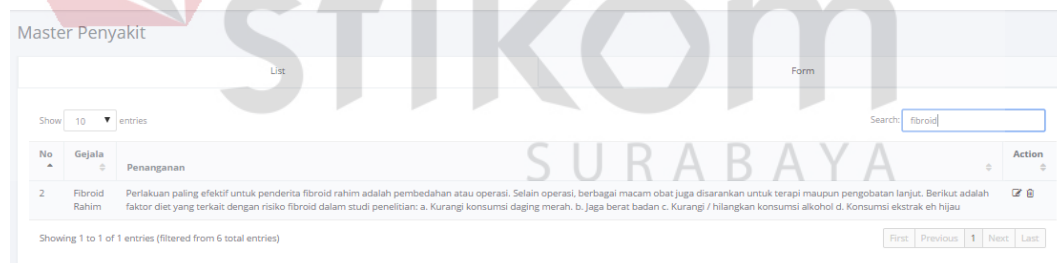 STIKOM
SURABAYA
Master Penyakit
List Form
Show 10 entries Search: fibroid
No Gejala Penanganan Action
2 Fibroid Rahim Perlakuan paling efektif untuk penderita fibroid rahim adalah pembedahan atau operasi. Selain operasi, berbagai macam obat juga disarankan untuk terapi maupun pengobatan lanjut. Berikut adalah
faktor diet yang terkait dengan risiko fibroid dalam studi penelitian: a. Kurangi konsumsi daging merah. b. Jaga berat badan c. Kurangi / hilangkan konsumsi alkohol d. Konsumsi ekstrak eh hijau
Showing 1 to 1 of 1 entries (filtered from 6 total entries) First Previous 1 Next Last